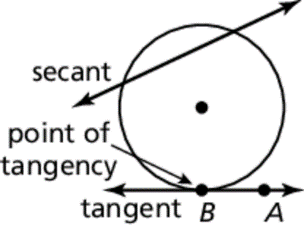 secant
point of
tangency
tangent B A